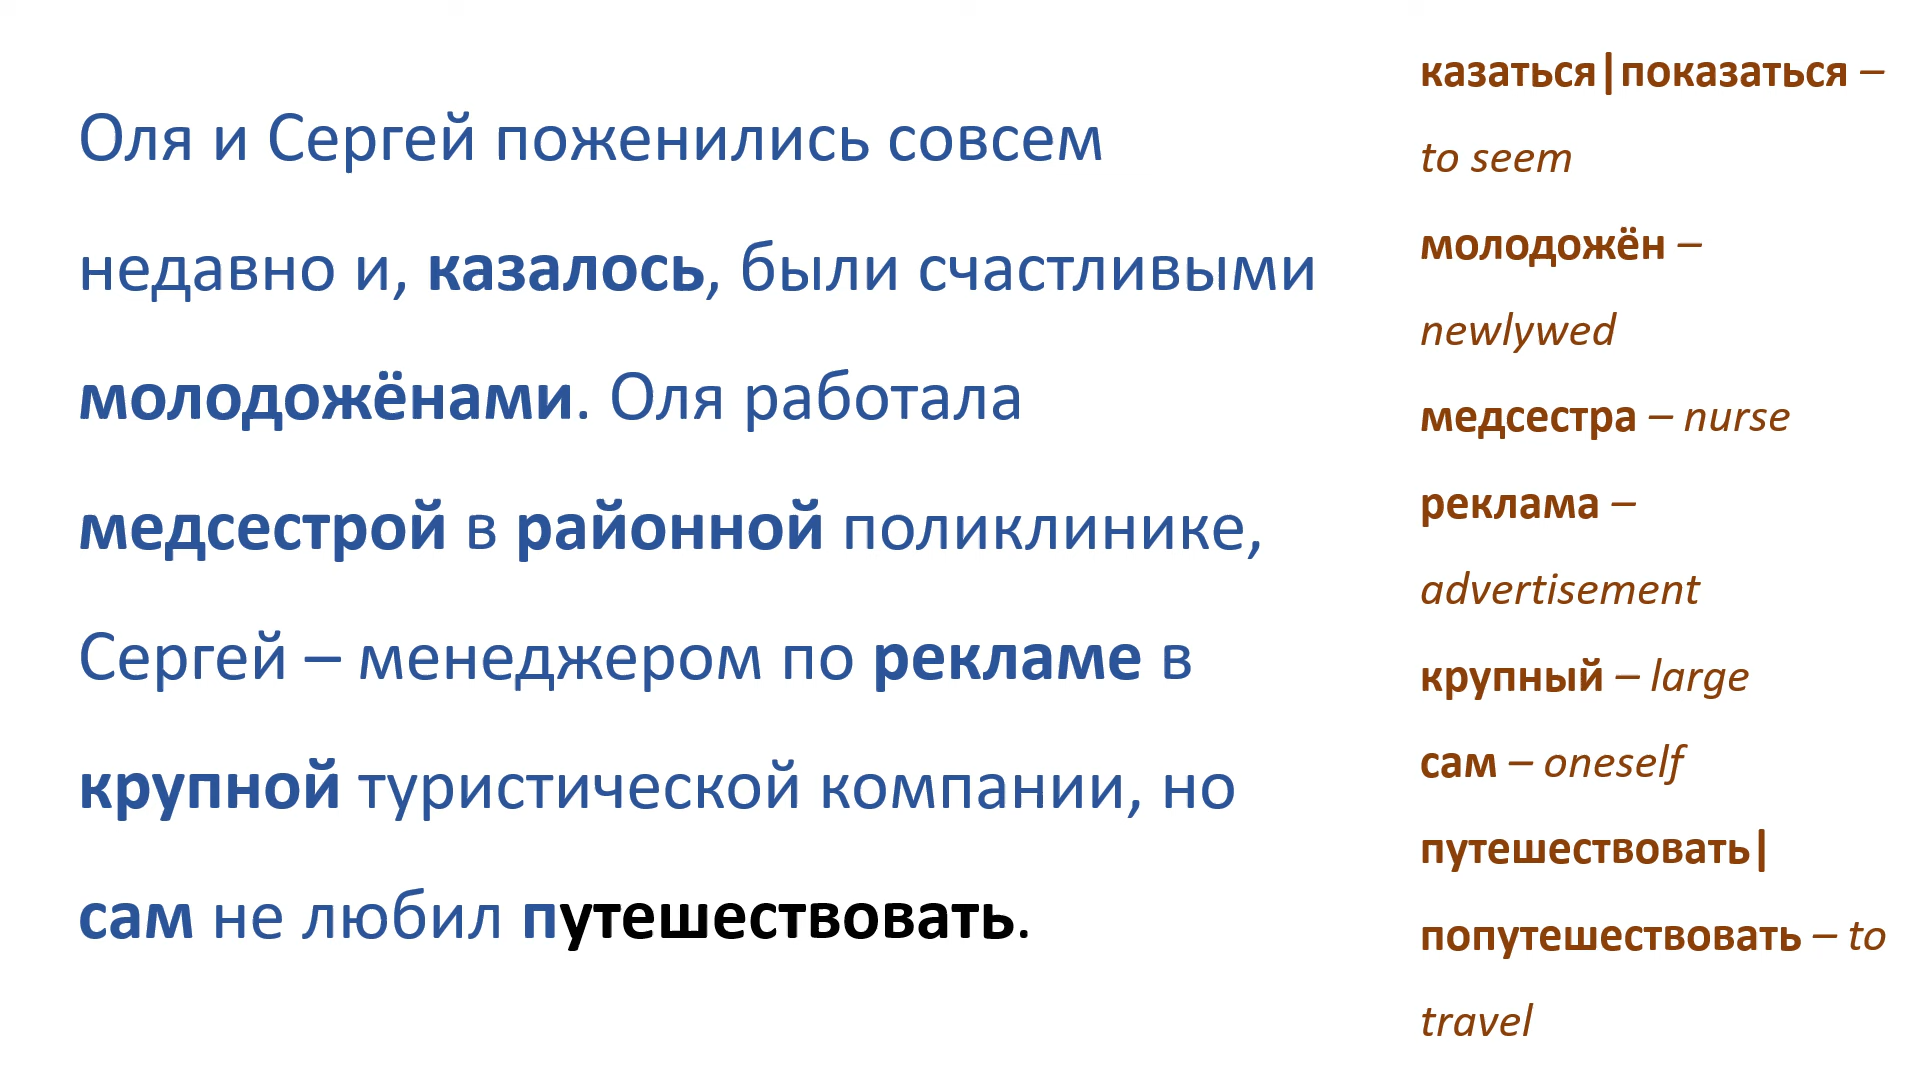 Оля и Сергей поженились совсем
недавно и, казалось, были счастливыми
молодожёнами. Оля работала
медсестрой в районной поликлинике,
Сергей – менеджером по рекламе в
крупной туристической компании, но
сам не любил путешествовать.
казаться|показаться –
to seem
молодожён –
newlywed
медсестра – nurse
реклама –
advertisement
крупный – large
сам – oneself
путешествовать|
попутешествовать – to
travel